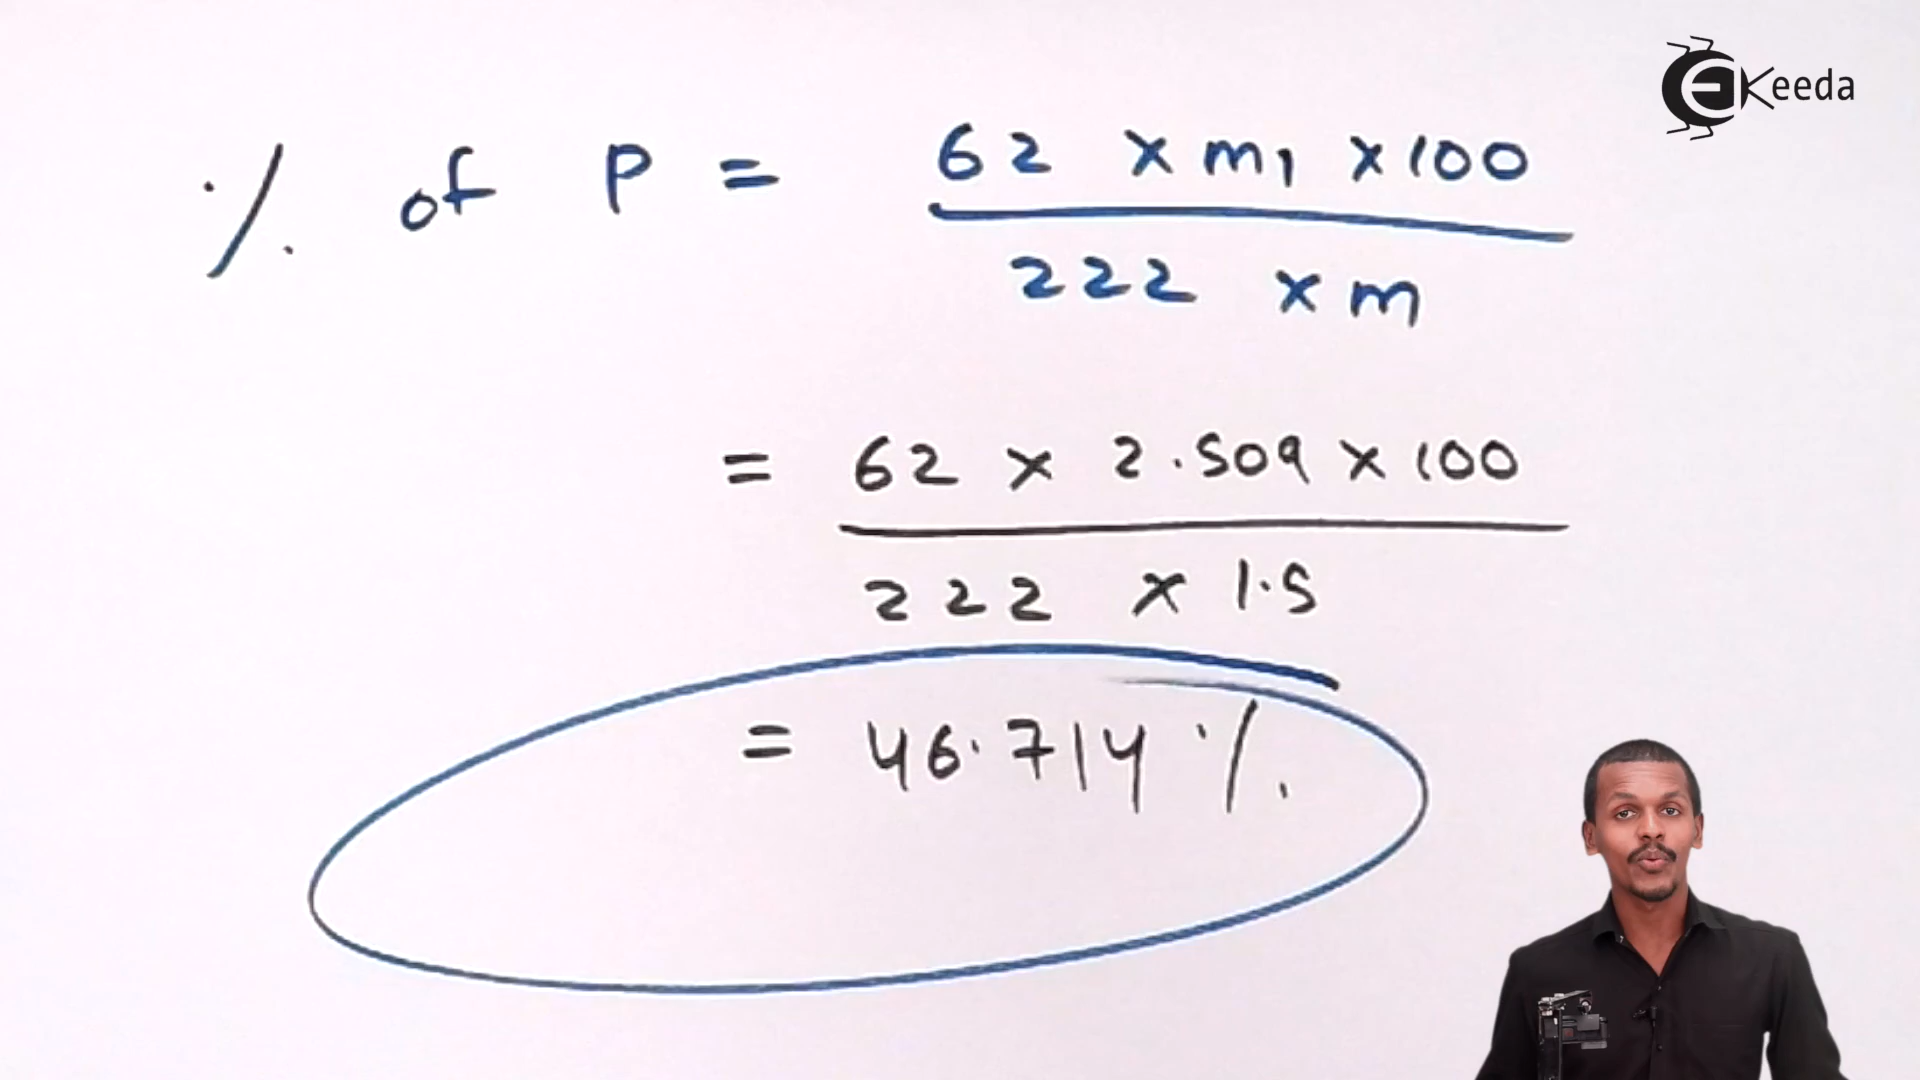 EKeeda
% of P = 62 × m1 × 100
222 × m
= 62 × 2.509 × 100
222 × 1.5
= 46.714 %